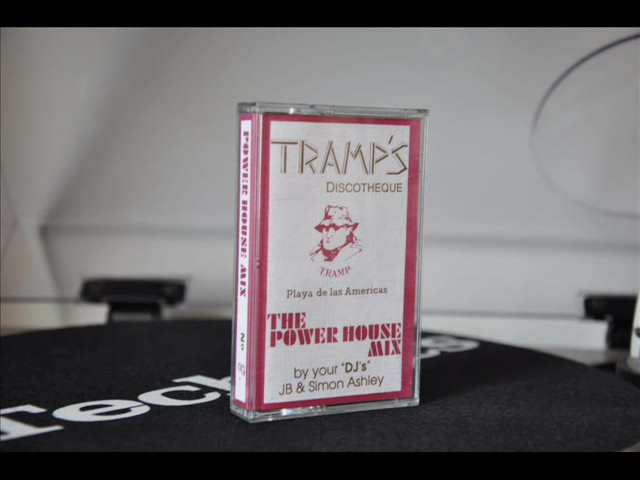 TRAMP'S
DISCOTHEQUE
TRAMP
Playa de las Americas
THE
POWER HOUSE
MIX
by your "DJ's"
JB & Simon Ashley
POWER HOUSE MIX
Tech